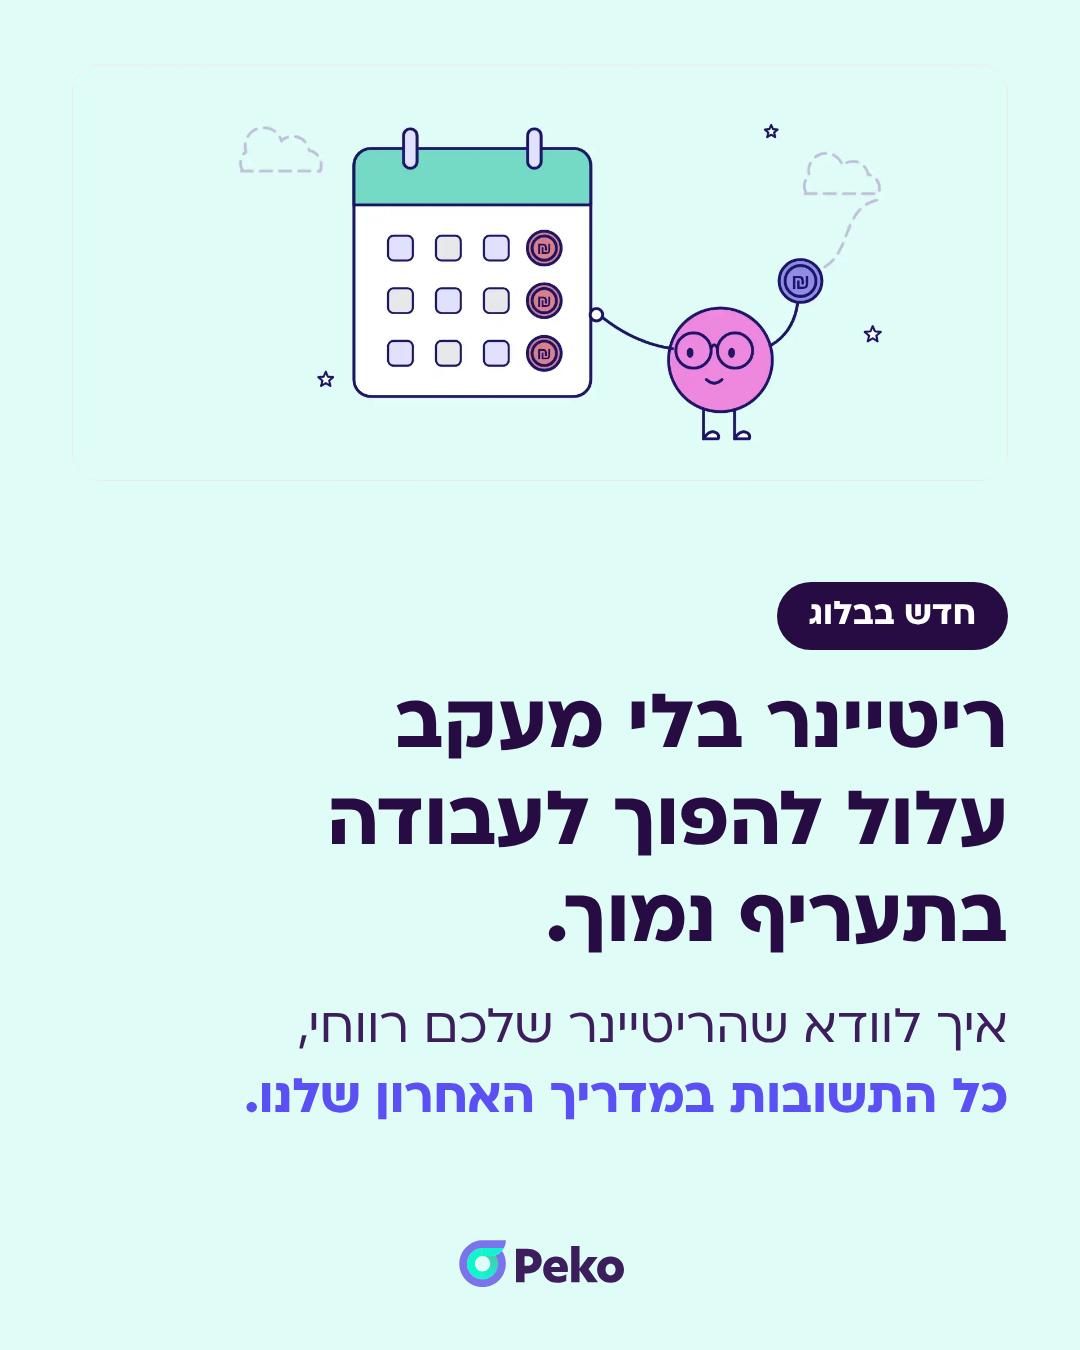 ₪
₪
₪
₪
חדש בבלוג
ריטיינר בלי מעקב
עלול להפוך לעבודה
בתעריף נמוך.
איך לוודא שהריטיינר שלכם רווחי,
כל התשובות במדריך האחרון שלנו.
Peko